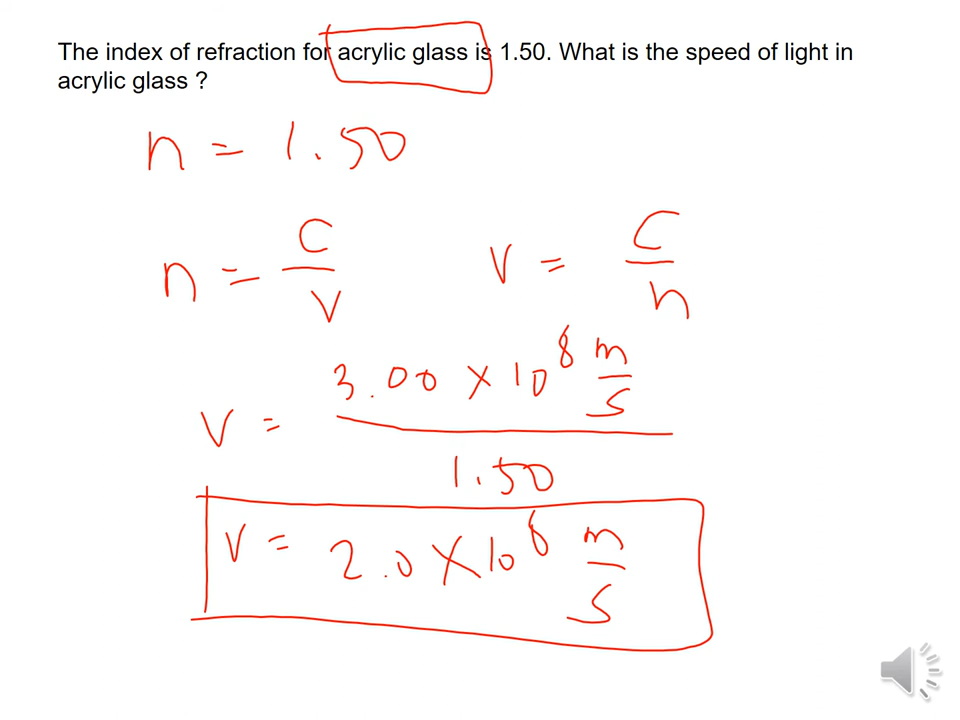 The index of refraction for acrylic glass is 1.50. What is the speed of light in
acrylic glass ?
n = 1.50
n = C/V    V = C/n
V = 3.00 × 10^8 m/s / 1.50
V = 2.0 × 10^8 m/s